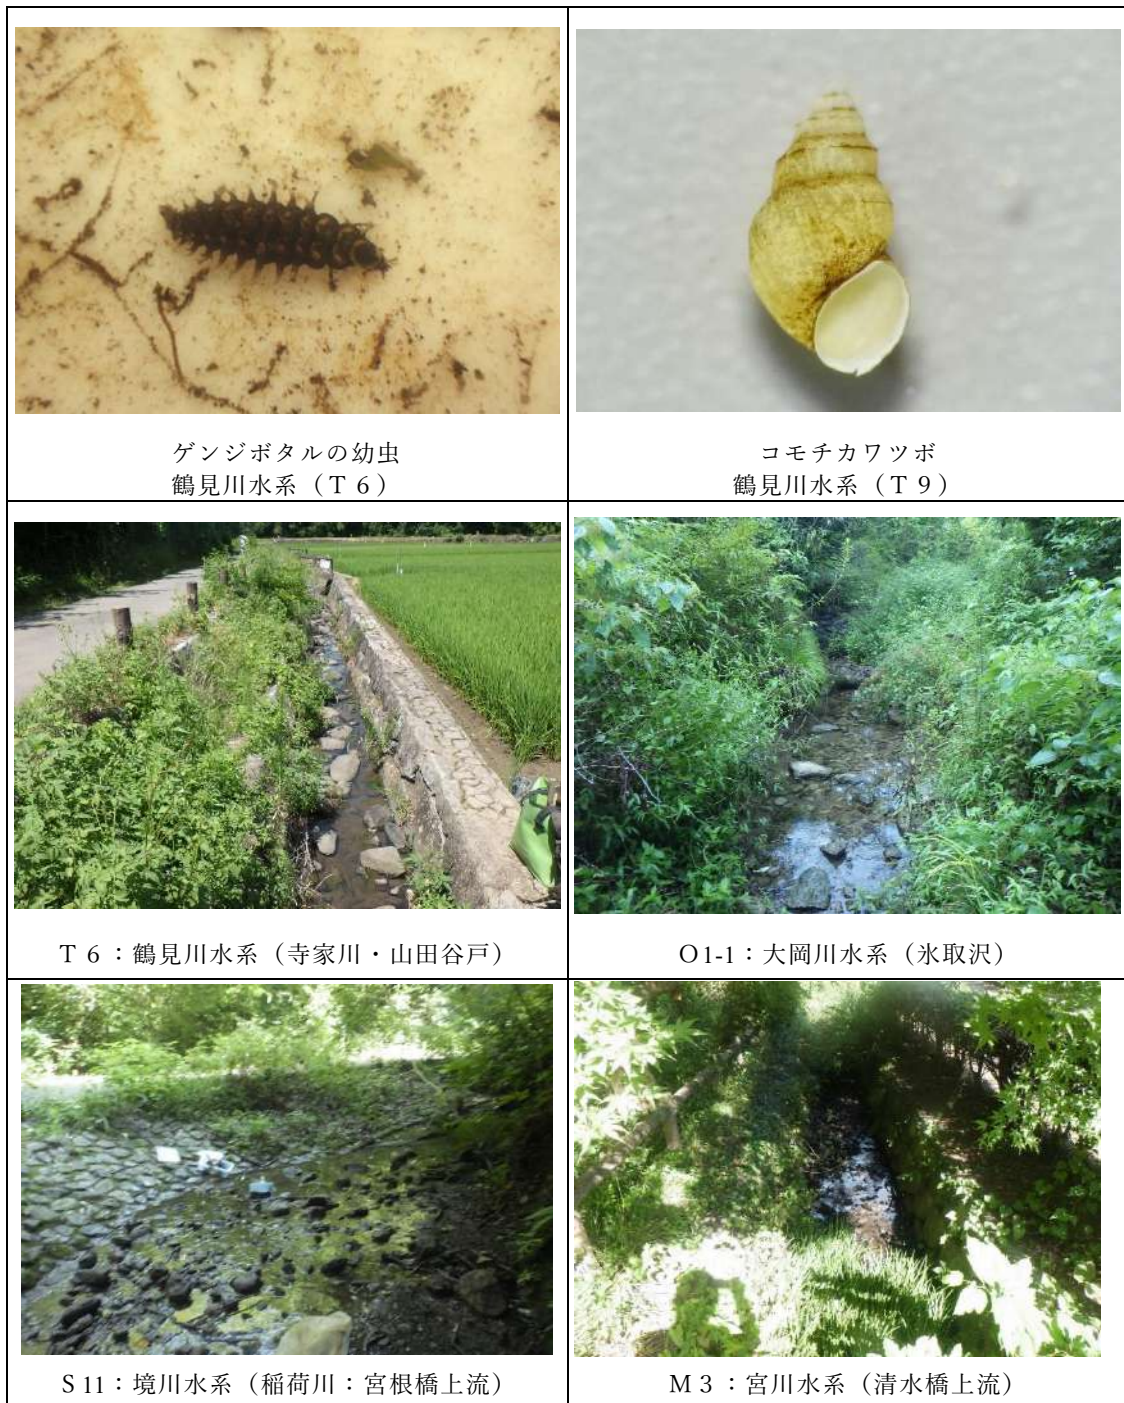 ゲンジボタルの幼虫
鶴見川水系（Ｔ６）
コモチカワツボ
鶴見川水系（Ｔ９）
Ｔ６：鶴見川水系（寺家川・山田谷戸）
O1-1：大岡川水系（氷取沢）
S11：境川水系（稲荷川：宮根橋上流）
Ｍ３：宮川水系（清水橋上流）